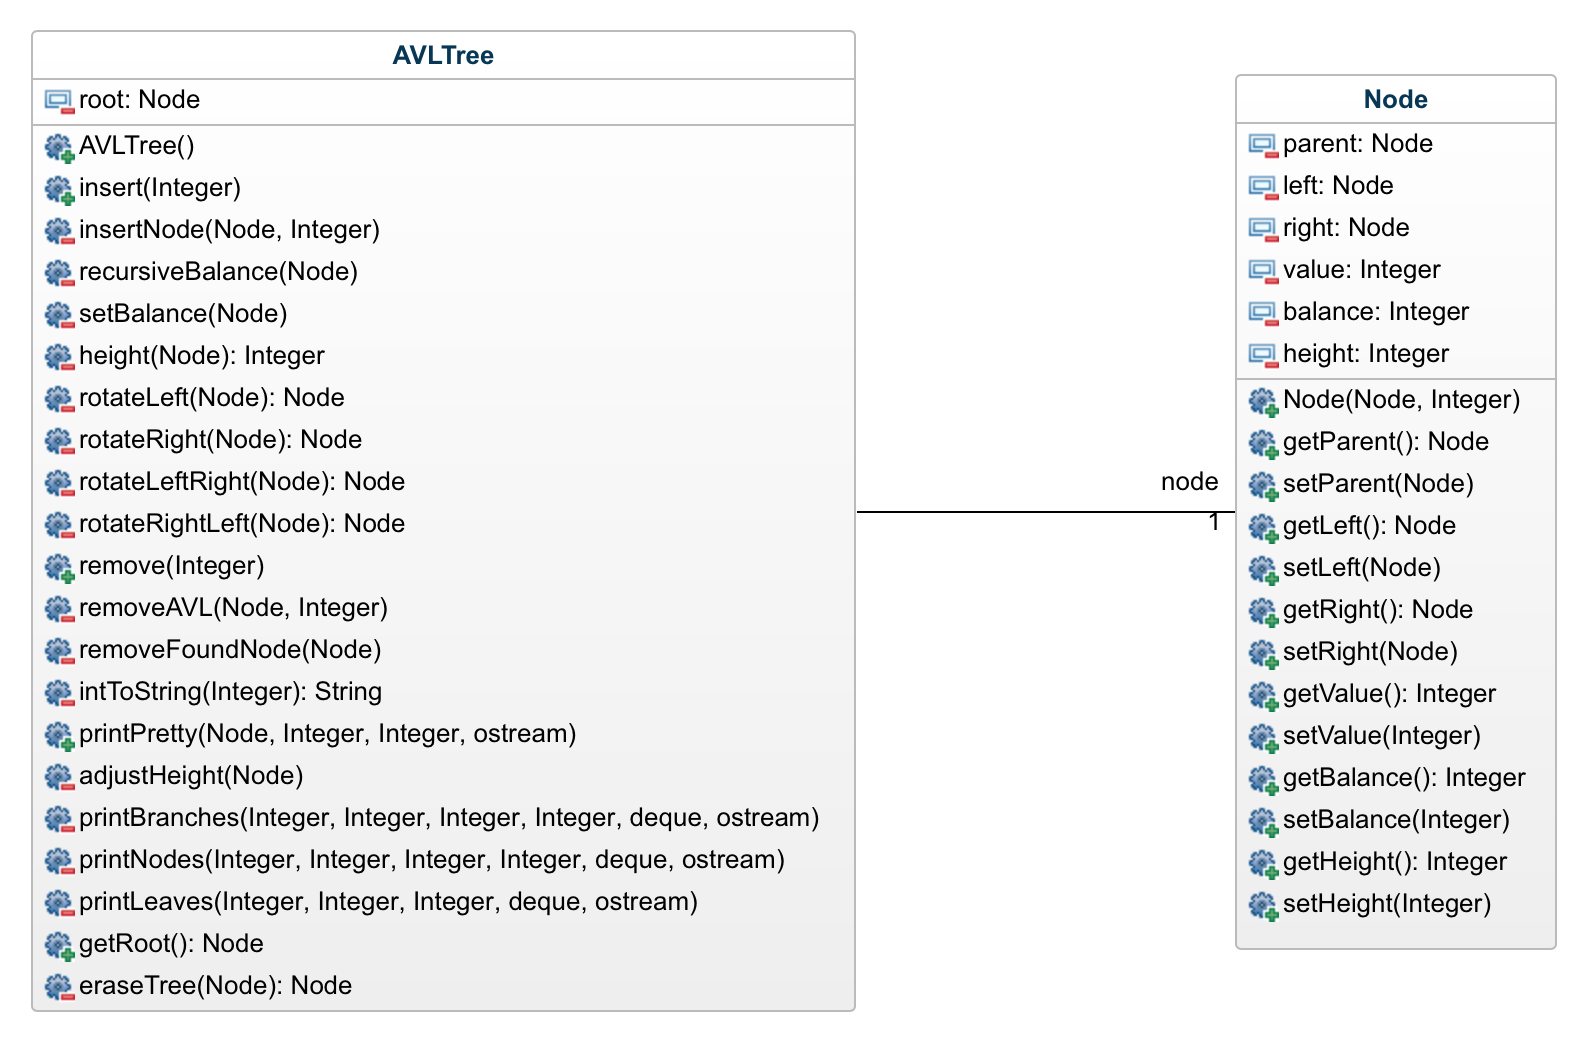 AVLTree
root: Node
AVLTree()
insert(Integer)
insertNode(Node, Integer)
recursiveBalance(Node)
setBalance(Node)
height(Node): Integer
rotateLeft(Node): Node
rotateRight(Node): Node
rotateLeftRight(Node): Node
rotateRightLeft(Node): Node
remove(Integer)
removeAVL(Node, Integer)
removeFoundNode(Node)
intToString(Integer): String
printPretty(Node, Integer, Integer, ostream)
adjustHeight(Node)
printBranches(Integer, Integer, Integer, Integer, deque, ostream)
printNodes(Integer, Integer, Integer, Integer, deque, ostream)
printLeaves(Integer, Integer, Integer, deque, ostream)
getRoot(): Node
eraseTree(Node): Node
node
1
Node
parent: Node
left: Node
right: Node
value: Integer
balance: Integer
height: Integer
Node(Node, Integer)
getParent(): Node
setParent(Node)
getLeft(): Node
setLeft(Node)
getRight(): Node
setRight(Node)
getValue(): Integer
setValue(Integer)
getBalance(): Integer
setBalance(Integer)
getHeight(): Integer
setHeight(Integer)